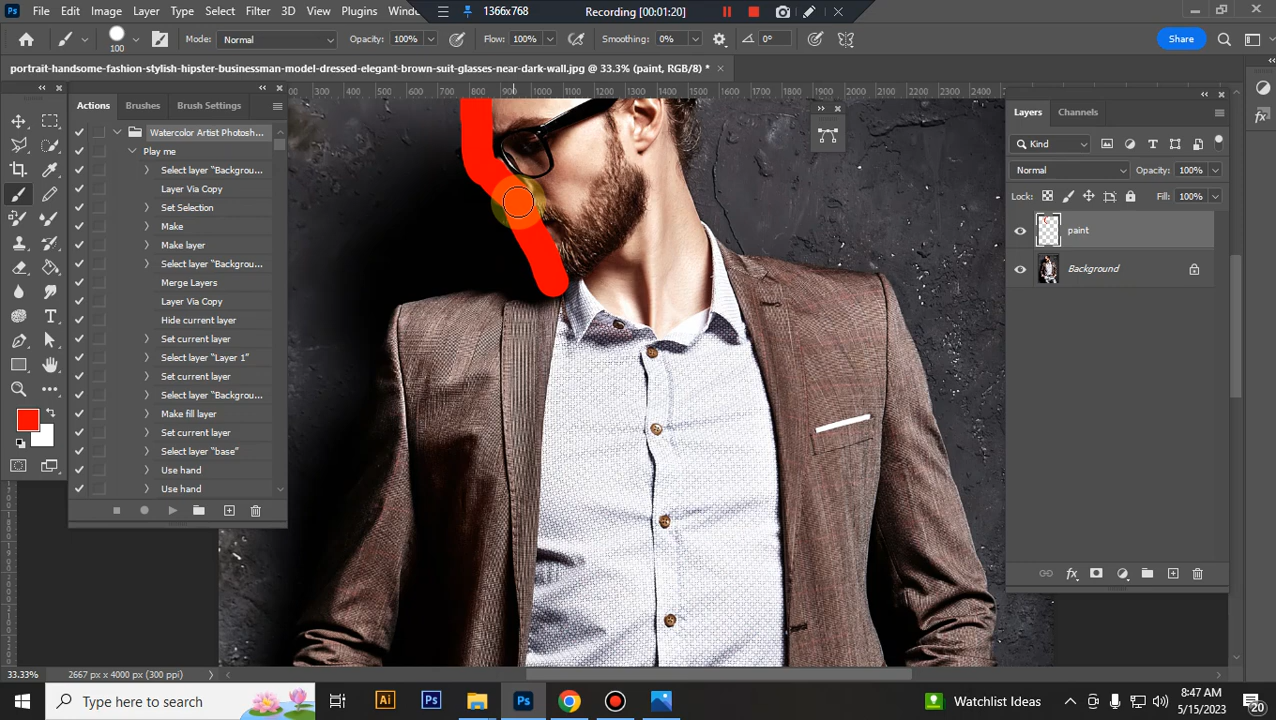 File Edit Image Layer Type Select Filter 3D View Plugins Windo
1366x768 Recording [00:01:20]
100 Mode: Normal Opacity: 100% Flow: 100% Smoothing: 0% 0° Share
portrait-handsome-fashion-stylish-hipster-businessman-model-dressed-elegant-brown-suit-glasses-near-dark-wall.jpg @ 33.3% (paint, RGB/8) *
00 300 400 500 600 700 800 900 1000 1100 1200 1300 1400 1500 1600 1700 1800 1900 2000 2100 2200 2300 2400
Actions Brushes Brush Settings
Watercolor Artist Photosh...
Play me
Select layer "Backgrou...
Layer Via Copy
Set Selection
Make
Make layer
Select layer "Backgrou...
Merge Layers
Layer Via Copy
Hide current layer
Set current layer
Select layer "Layer 1"
Set current layer
Select layer "Backgrou...
Make fill layer
Set current layer
Select layer "base"
Use hand
Use hand
Layers Channels
Kind
Normal Opacity: 100%
Lock: Fill: 100%
paint
Background
33.33% 2667 px x 4000 px (300 ppi)
Type here to search
Ai Ps Ps
Watchlist Ideas
8:47 AM
5/15/2023
20